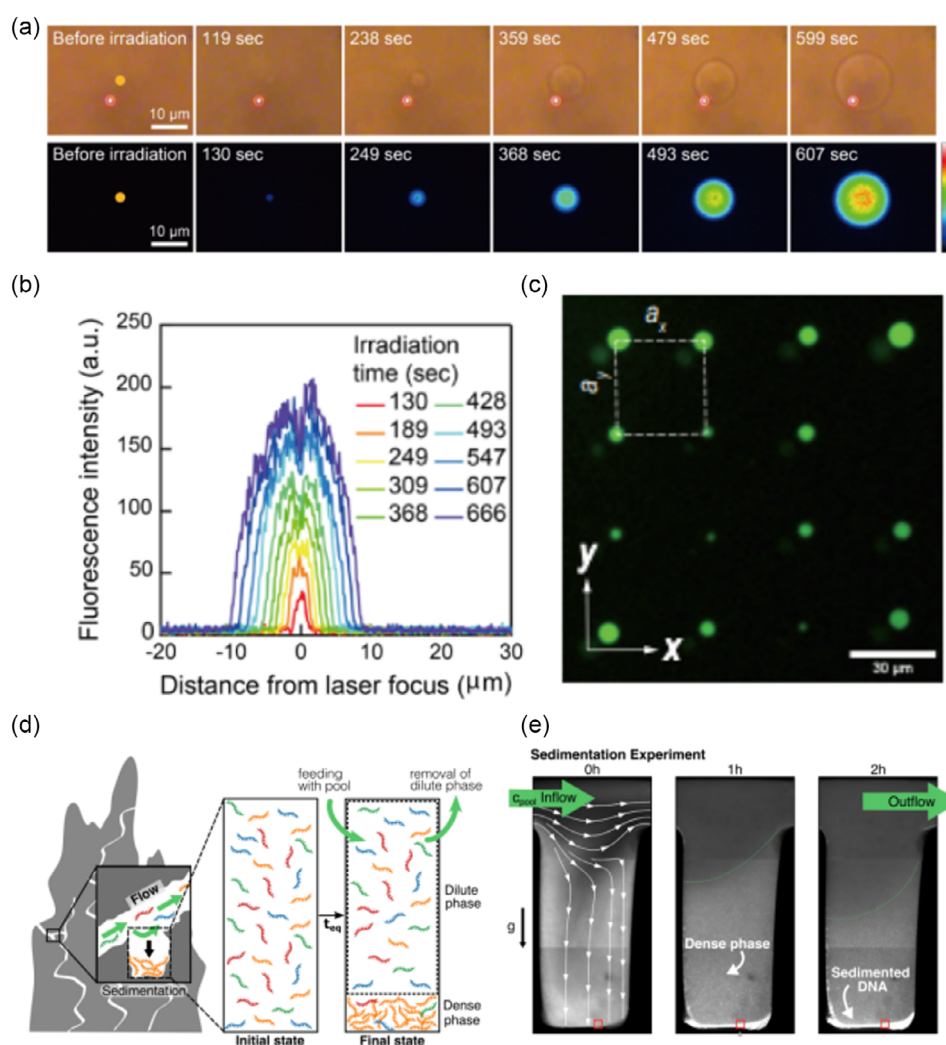 (a)
Before irradiation 119 sec 238 sec 359 sec 479 sec 599 sec
10 μm
Before irradiation 130 sec 249 sec 368 sec 493 sec 607 sec
10 μm
(b)
Fluorescence intensity (a.u.)
250
200
150
100
50
0
-20 -10 0 10 20 30
Distance from laser focus (μm)
Irradiation
time (sec)
130 428
189 493
249 547
309 607
368 666
(c)
aₓ
aᵧ
y
x
30 μm
(d)
Flow
Sedimentation
feeding
with pool
removal of
dilute phase
t_eq
Dilute
phase
Dense
phase
Initial state
Final state
(e)
Sedimentation Experiment
0h 1h 2h
c_pool Inflow
Outflow
g
Dense phase
Sedimented
DNA